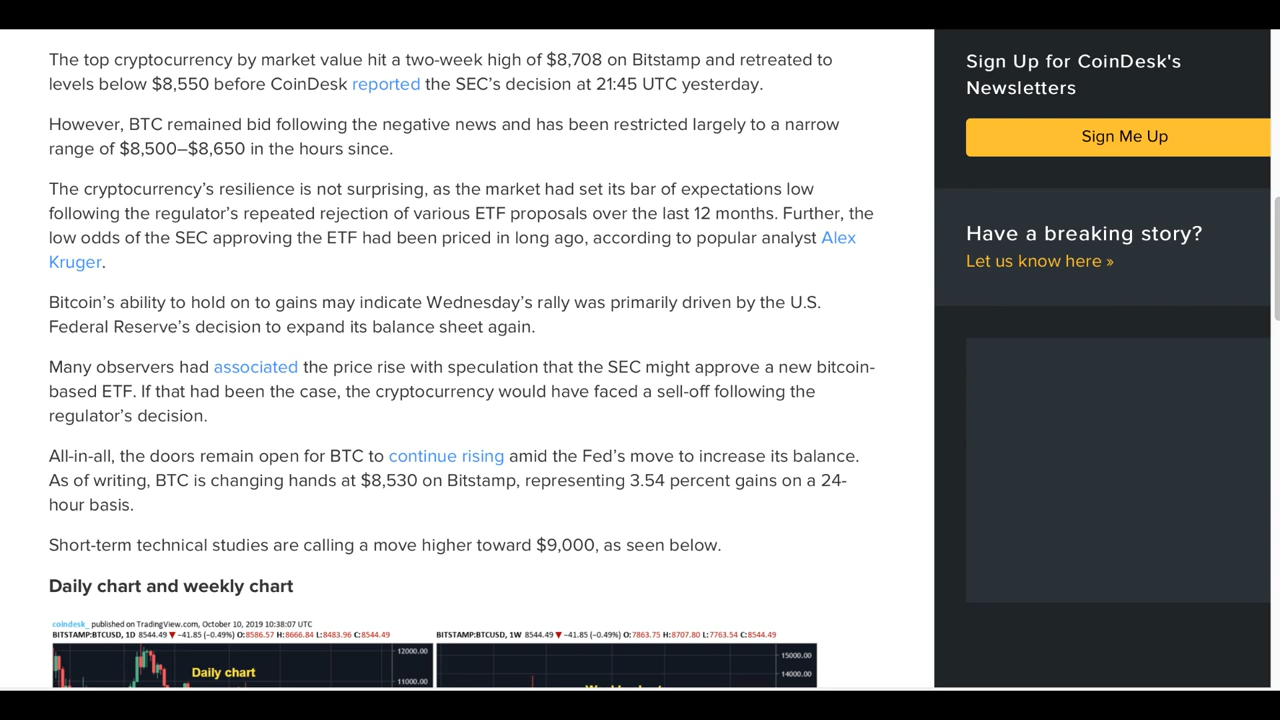 The top cryptocurrency by market value hit a two-week high of $8,708 on Bitstamp and retreated to
levels below $8,550 before CoinDesk reported the SEC's decision at 21:45 UTC yesterday.
However, BTC remained bid following the negative news and has been restricted largely to a narrow
range of $8,500–$8,650 in the hours since.
The cryptocurrency's resilience is not surprising, as the market had set its bar of expectations low
following the regulator's repeated rejection of various ETF proposals over the last 12 months. Further, the
low odds of the SEC approving the ETF had been priced in long ago, according to popular analyst Alex
Kruger.
Bitcoin's ability to hold on to gains may indicate Wednesday's rally was primarily driven by the U.S.
Federal Reserve's decision to expand its balance sheet again.
Many observers had associated the price rise with speculation that the SEC might approve a new bitcoin-
based ETF. If that had been the case, the cryptocurrency would have faced a sell-off following the
regulator's decision.
All-in-all, the doors remain open for BTC to continue rising amid the Fed's move to increase its balance.
As of writing, BTC is changing hands at $8,530 on Bitstamp, representing 3.54 percent gains on a 24-
hour basis.
Short-term technical studies are calling a move higher toward $9,000, as seen below.
Daily chart and weekly chart
coindesk_ published on TradingView.com, October 10, 2019 10:38:07 UTC
BITSTAMP:BTCUSD, 1D 8544.49 ▼ −41.85 (−0.49%) O:8586.57 H:8666.84 L:8483.96 C:8544.49
12000.00
Daily chart
11000.00
BITSTAMP:BTCUSD, 1W 8544.49 ▼ −41.85 (−0.49%) O:7863.75 H:8707.80 L:7763.54 C:8544.49
15000.00
14000.00
Sign Up for CoinDesk's
Newsletters
Sign Me Up
Have a breaking story?
Let us know here »